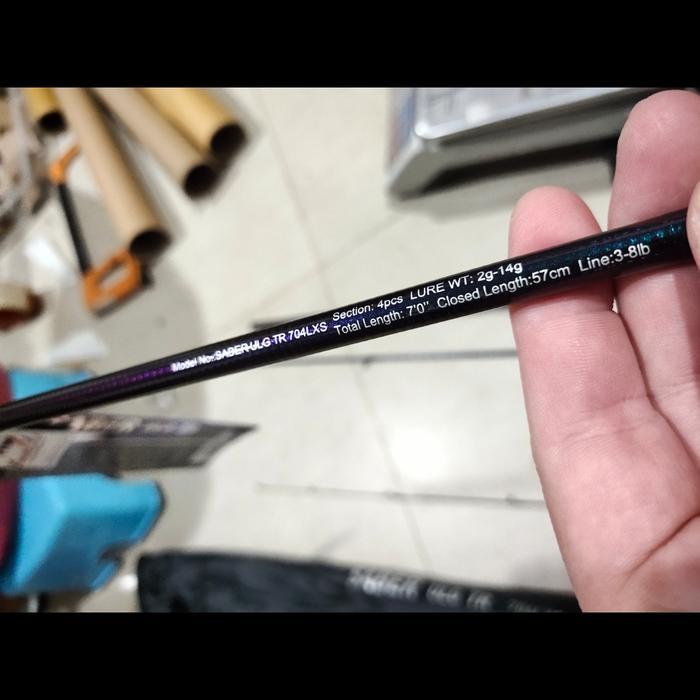 Model No: SABER ULG TR 704LXS
Section: 4pcs LURE WT: 2g-14g
Total Length: 7'0" Closed Length:57cm Line:3-8lb